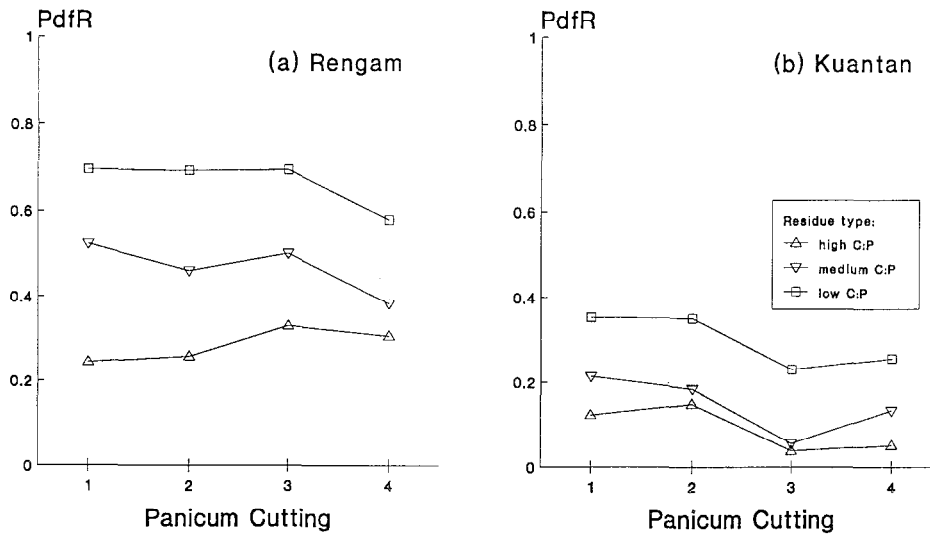 PdfR
1
(a) Rengam
0.8
0.6
0.4
0.2
0
1 2 3 4
Panicum Cutting
PdfR
1
(b) Kuantan
0.8
0.6
0.4
0.2
0
Residue type:
high C:P
medium C:P
low C:P
1 2 3 4
Panicum Cutting